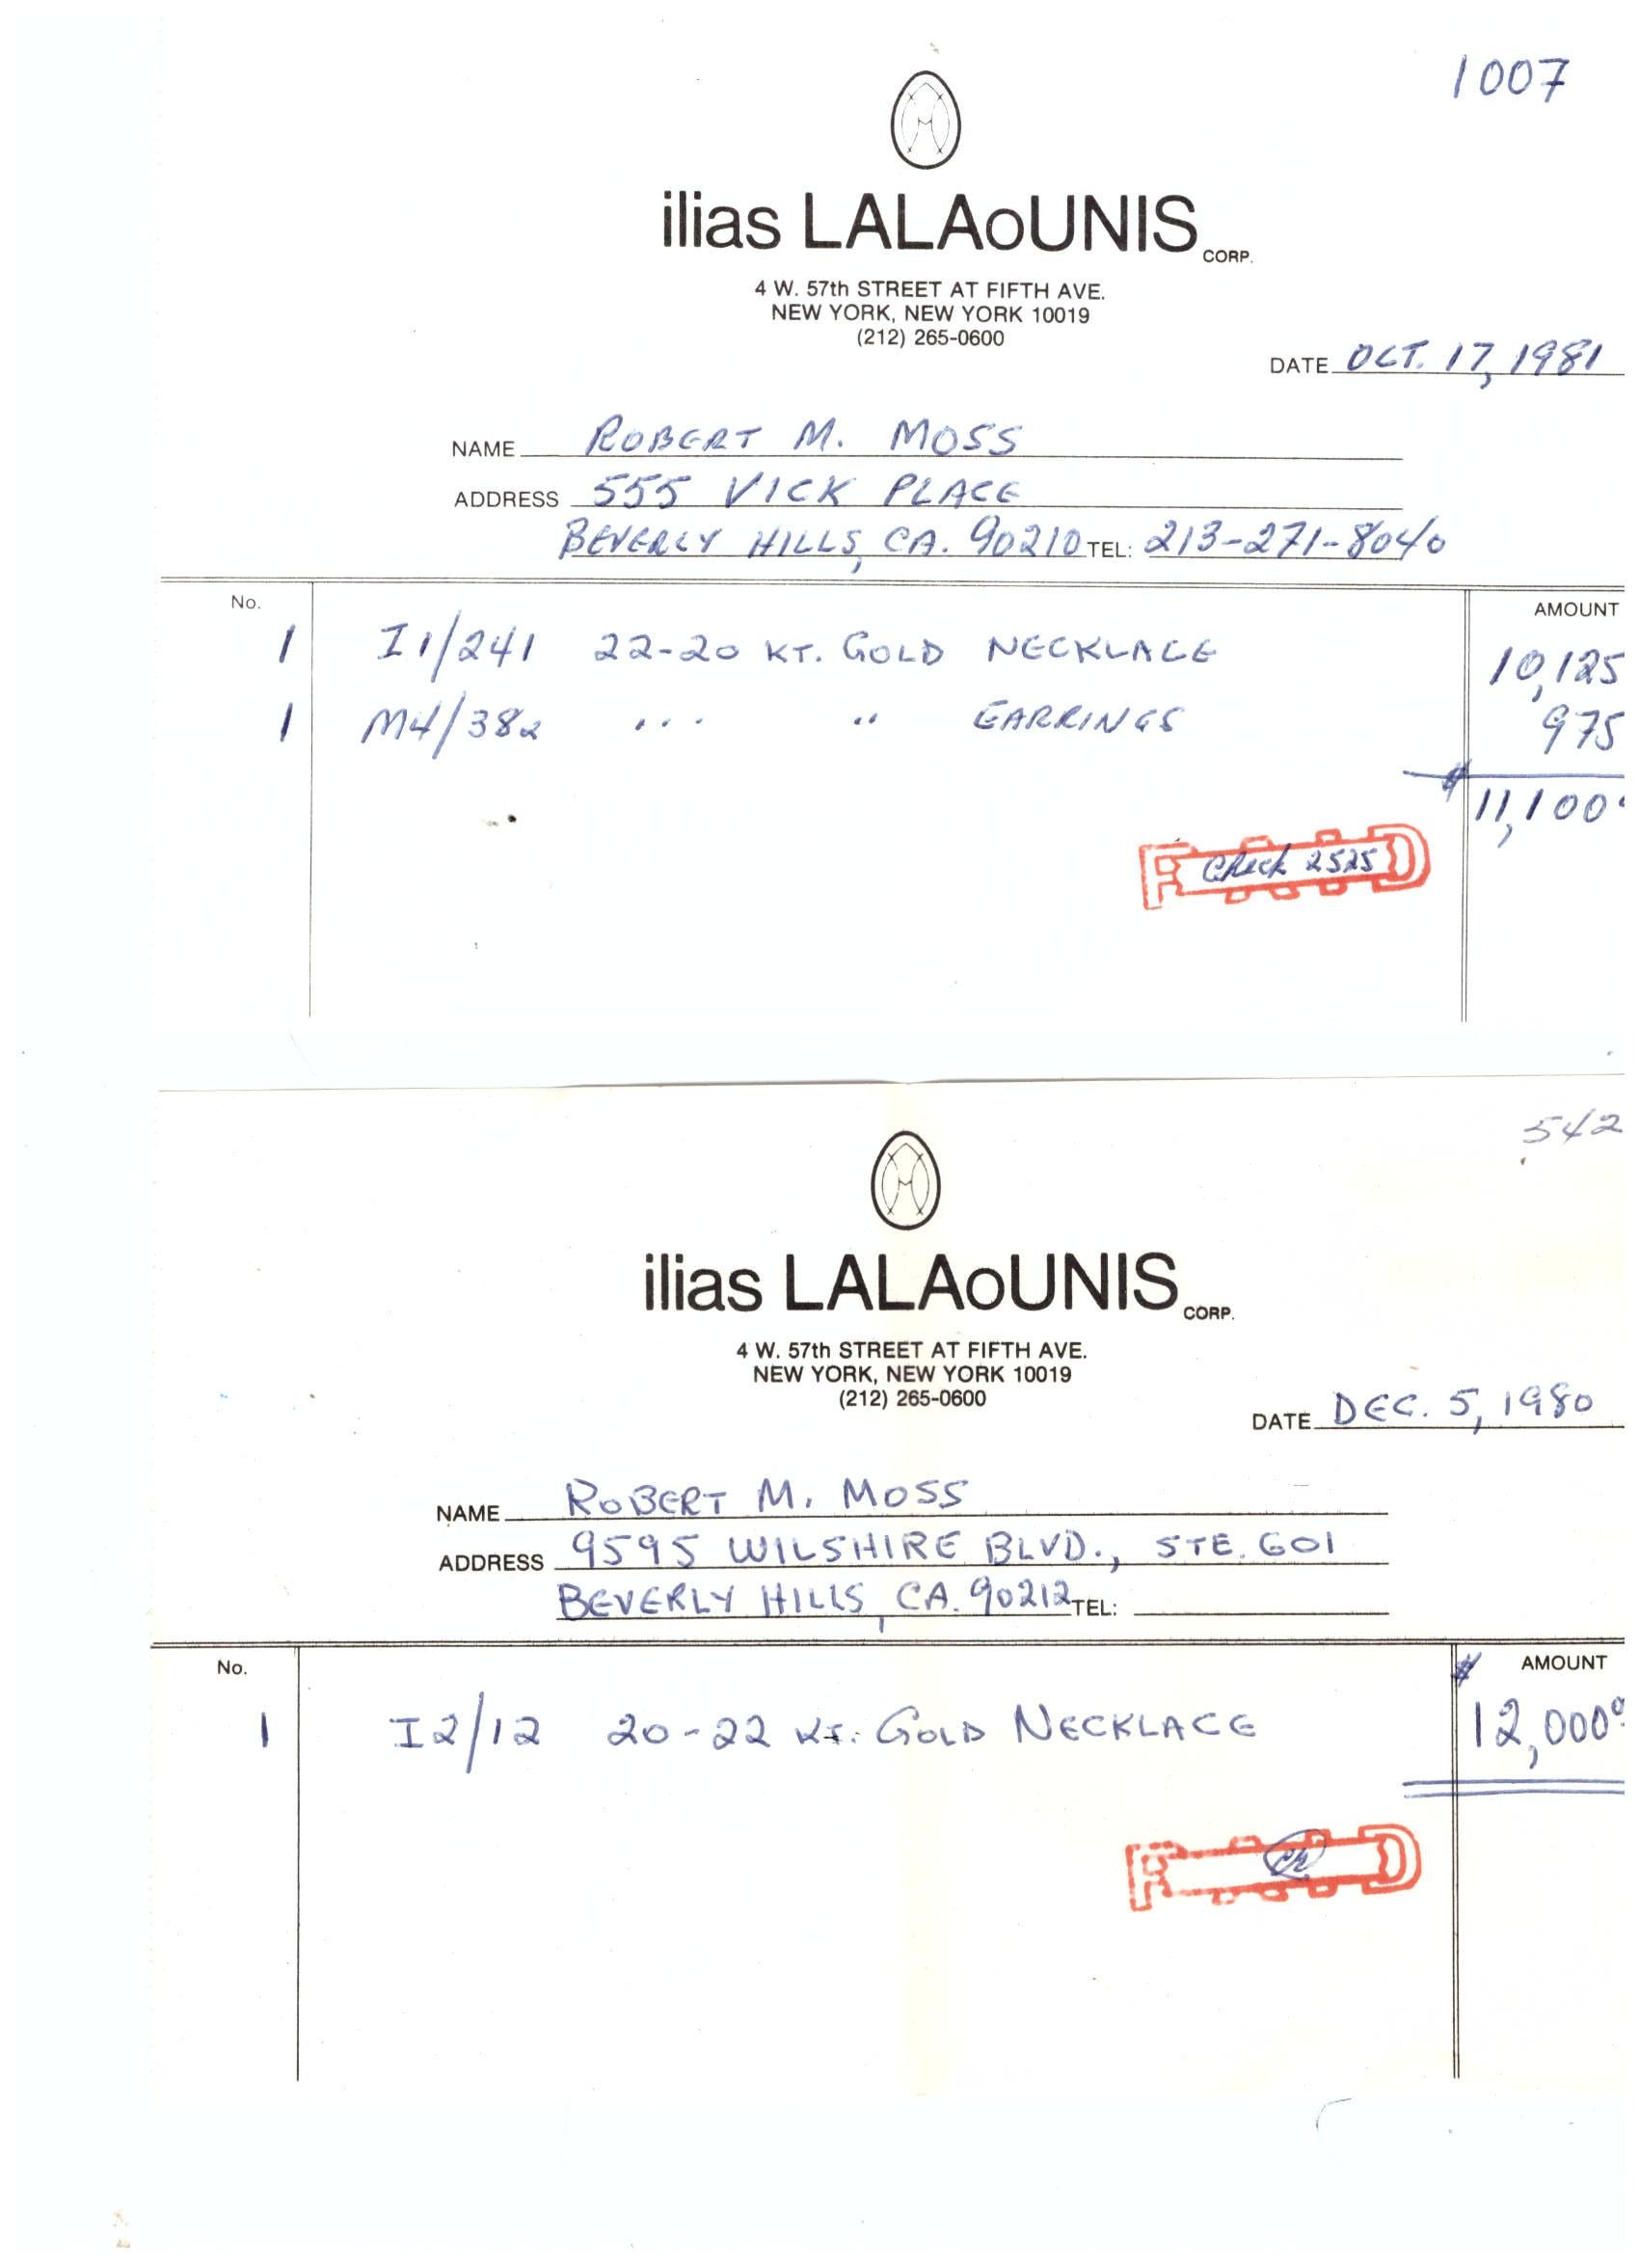 1007
ilias LALAoUNIS CORP.
4 W. 57th STREET AT FIFTH AVE.
NEW YORK, NEW YORK 10019
(212) 265-0600
DATE OCT. 17, 1981
NAME ROBERT M. MOSS
ADDRESS 555 VICK PLACE
BEVERLY HILLS, CA. 90210 TEL: 213-271-8040
No. AMOUNT
1 I1/241 22-20 KT. GOLD NECKLACE 10,125
1 M4/382 " " EARRINGS 975
$ 11,100
Check 2525
542
ilias LALAoUNIS CORP.
4 W. 57th STREET AT FIFTH AVE.
NEW YORK, NEW YORK 10019
(212) 265-0600
DATE DEC. 5, 1980
NAME ROBERT M. MOSS
ADDRESS 9595 WILSHIRE BLVD., STE. 601
BEVERLY HILLS, CA. 90212 TEL:
No. $ AMOUNT
1 I2/12 20-22 Kt. GOLD NECKLACE 12,000